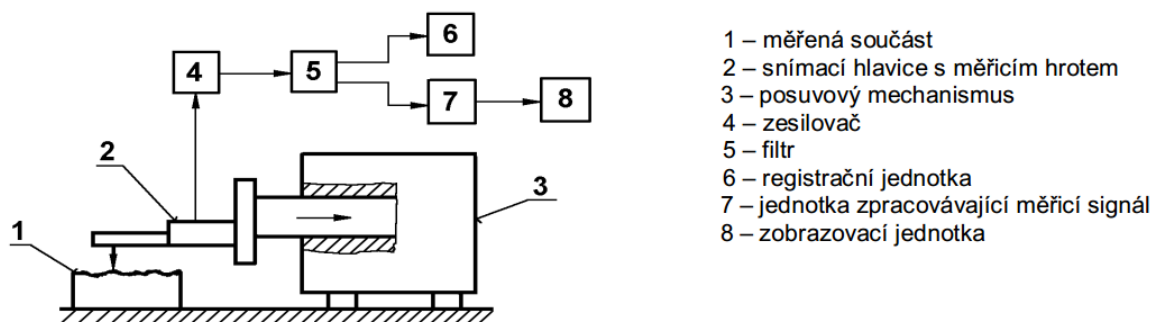 6
4
5
7
8
2
3
1
1 – měřená součást
2 – snímací hlavice s měřicím hrotem
3 – posuvový mechanismus
4 – zesilovač
5 – filtr
6 – registrační jednotka
7 – jednotka zpracovávající měřicí signál
8 – zobrazovací jednotka